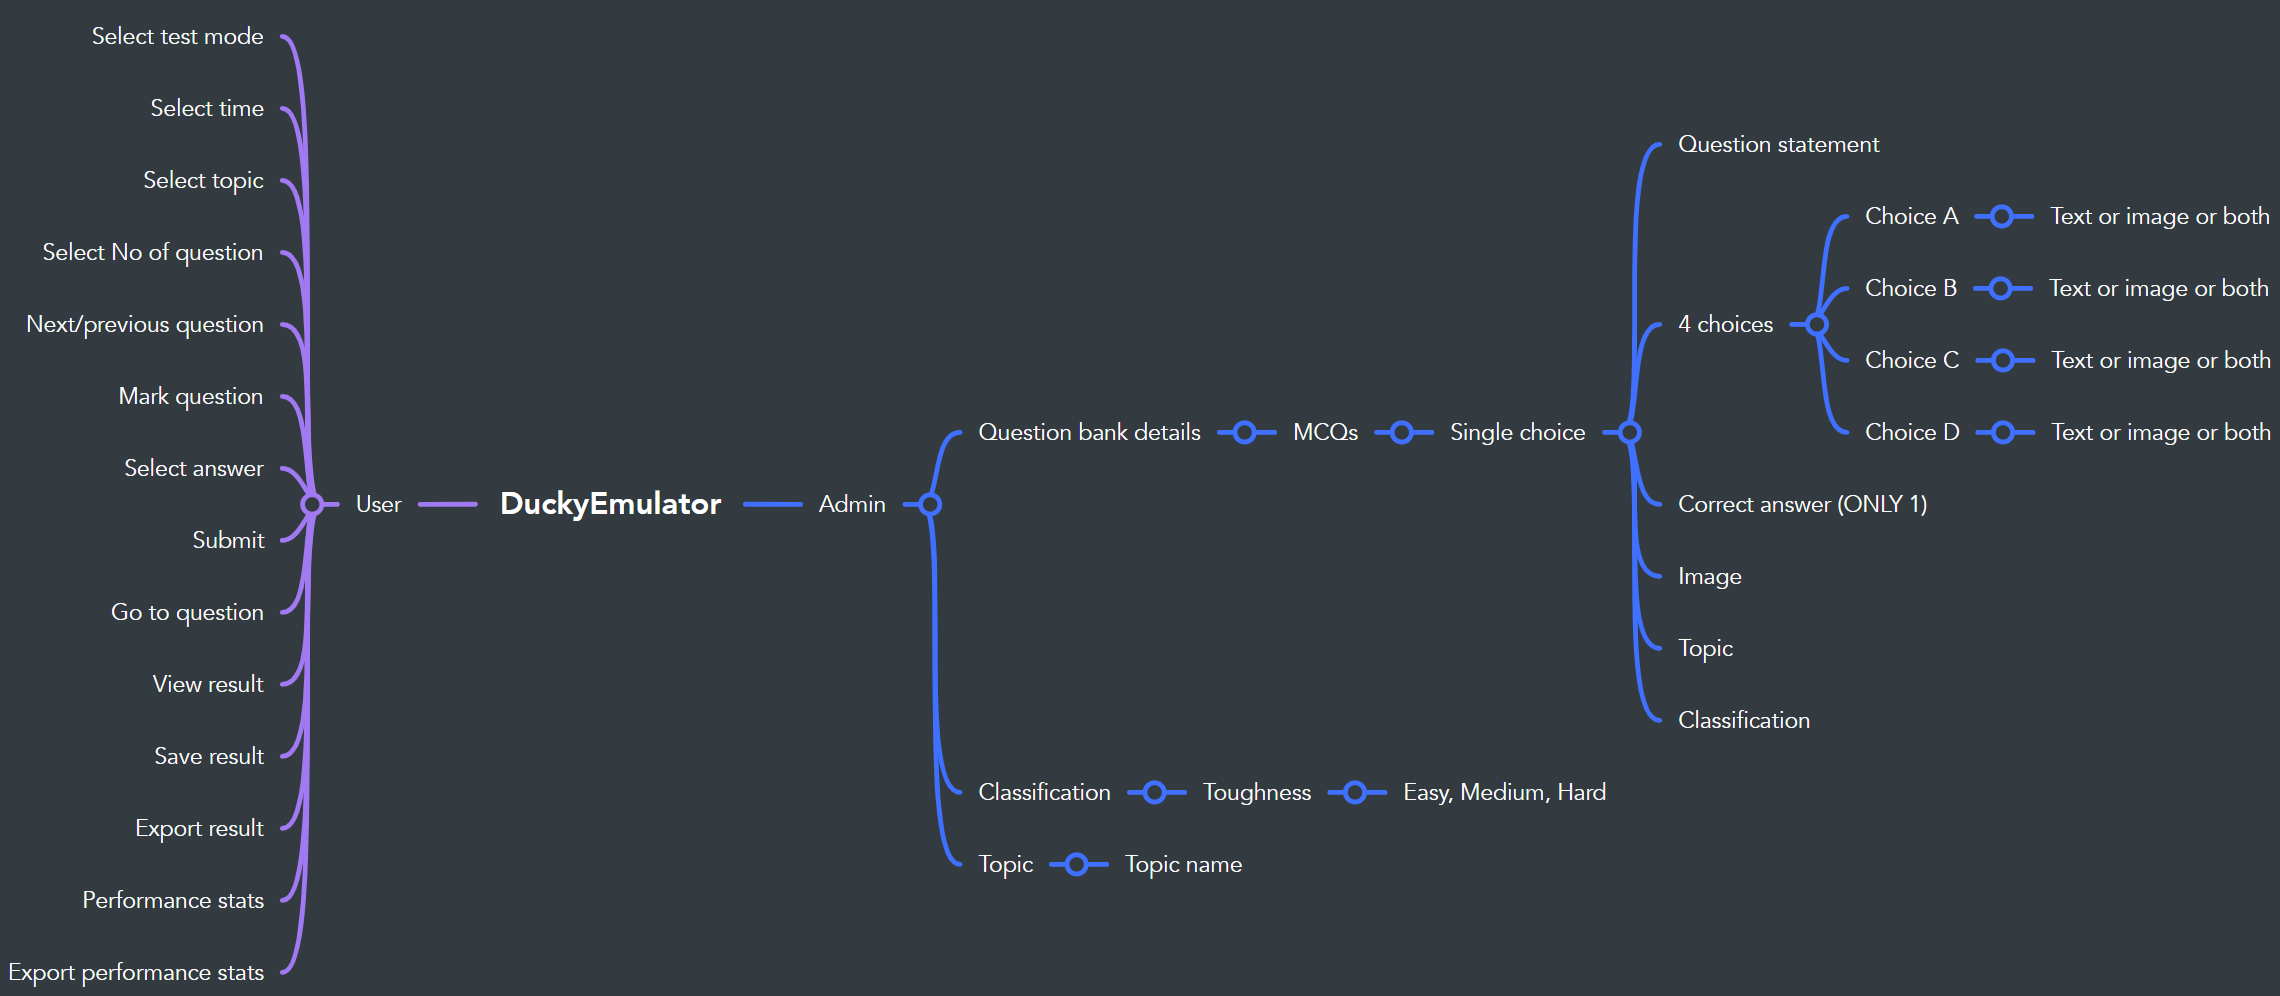 Select test mode
Select time
Select topic
Select No of question
Next/previous question
Mark question
Select answer
Submit
Go to question
View result
Save result
Export result
Performance stats
Export performance stats
User
DuckyEmulator
Admin
Question bank details
MCQs
Single choice
Question statement
4 choices
Choice A
Text or image or both
Choice B
Text or image or both
Choice C
Text or image or both
Choice D
Text or image or both
Correct answer (ONLY 1)
Image
Topic
Classification
Classification
Toughness
Easy, Medium, Hard
Topic
Topic name